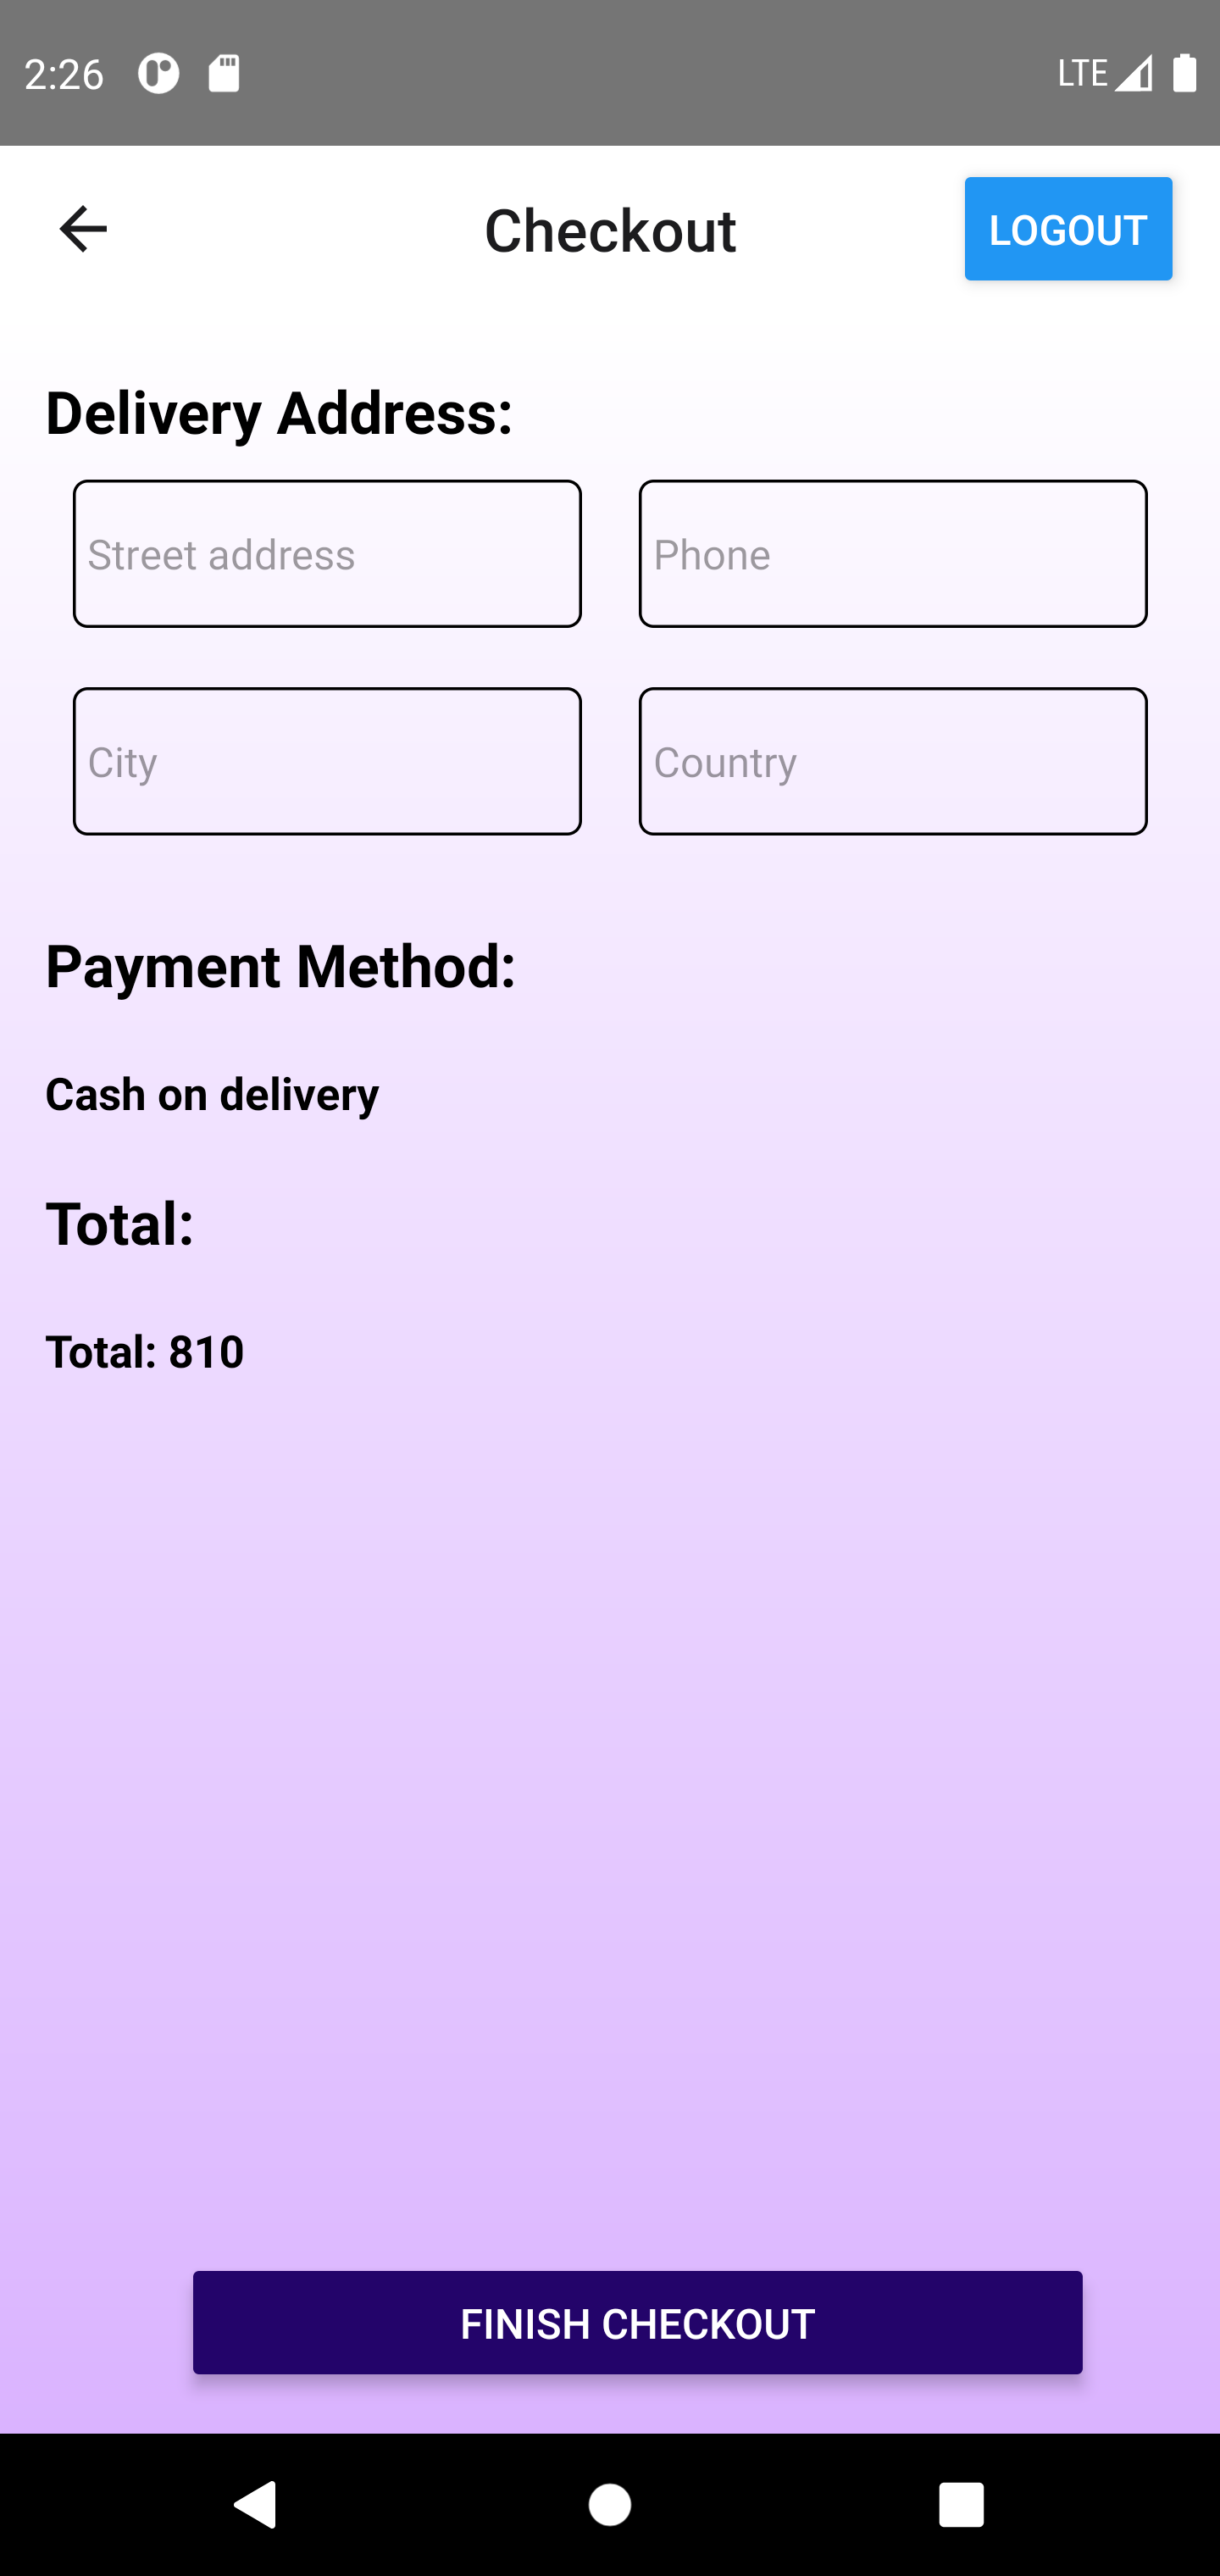 2:26 LTE
Checkout LOGOUT
Delivery Address:
Street address Phone
City Country
Payment Method:
Cash on delivery
Total:
Total: 810
FINISH CHECKOUT